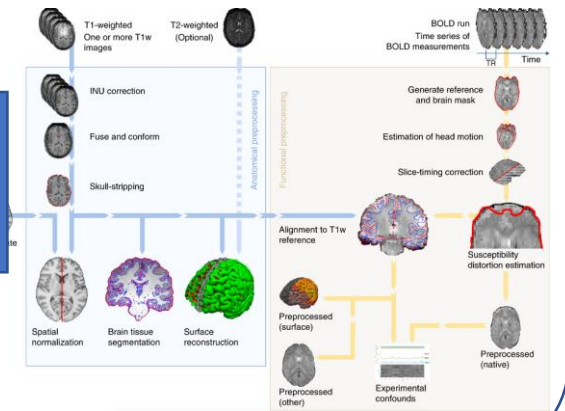 T1-weighted
One or more T1w
images
T2-weighted
(Optional)
BOLD run
Time series of
BOLD measurements
TR
Time
INU correction
Fuse and conform
Skull-stripping
Anatomical preprocessing
Functional preprocessing
Generate reference
and brain mask
Estimation of head motion
Slice-timing correction
Alignment to T1w
reference
Susceptibility
distortion estimation
Spatial
normalization
Brain tissue
segmentation
Surface
reconstruction
Preprocessed
(surface)
Preprocessed
(other)
Experimental
confounds
Preprocessed
(native)